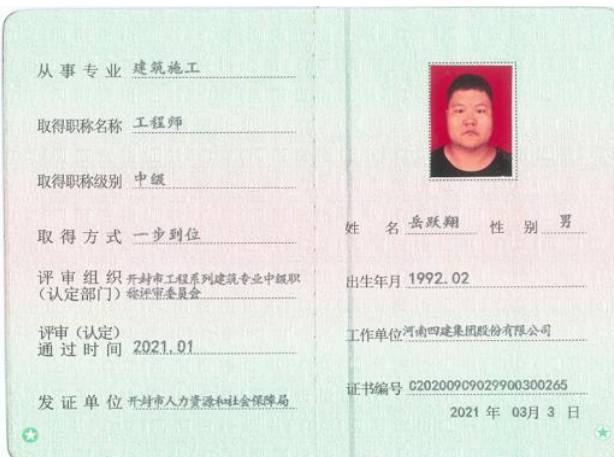 从事专业 建筑施工
取得职称名称 工程师
取得职称级别 中级
取得方式 一步到位
评审组织 开封市工程系列建筑专业中级职
(认定部门) 称评审委员会
评审(认定)
通过时间 2021.01
发证单位 开封市人力资源和社会保障局
姓名 岳跃翔 性别 男
出生年月 1992.02
工作单位 河南四建集团股份有限公司
证书编号 C0200909029900300265
2021 年 03月 3 日